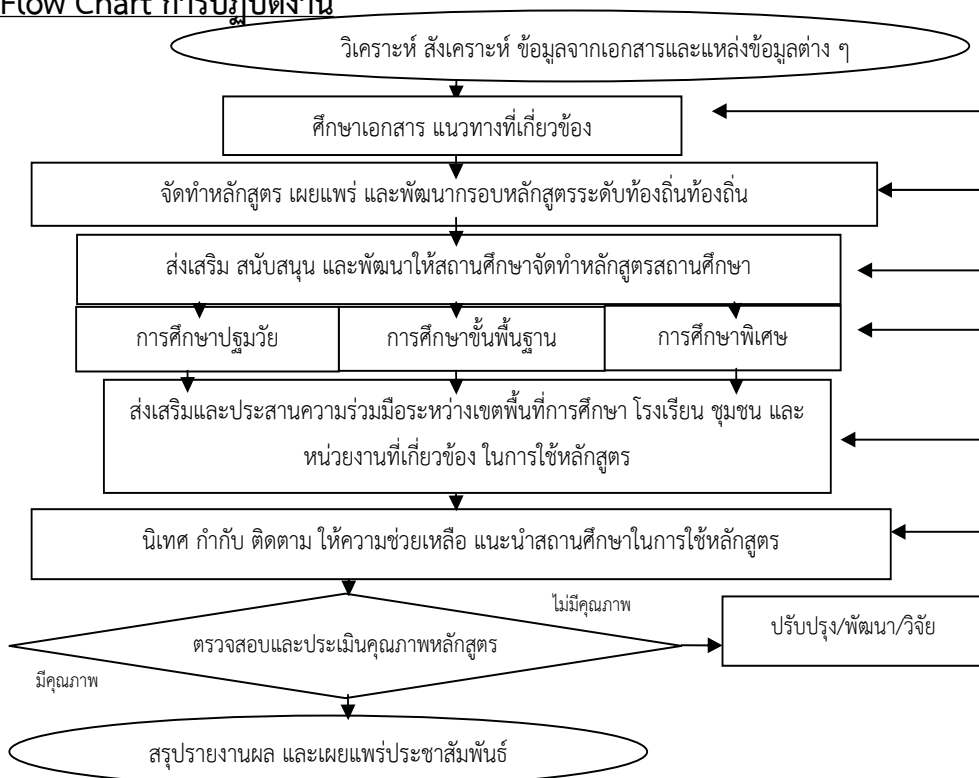 Flow Chart การปฏิบัติงาน
วิเคราะห์ สังเคราะห์ ข้อมูลจากเอกสารและแหล่งข้อมูลต่าง ๆ
ศึกษาเอกสาร แนวทางที่เกี่ยวข้อง
จัดทำหลักสูตร เผยแพร่ และพัฒนากรอบหลักสูตรระดับท้องถิ่นท้องถิ่น
ส่งเสริม สนับสนุน และพัฒนาให้สถานศึกษาจัดทำหลักสูตรสถานศึกษา
การศึกษาปฐมวัย
การศึกษาขั้นพื้นฐาน
การศึกษาพิเศษ
ส่งเสริมและประสานความร่วมมือระหว่างเขตพื้นที่การศึกษา โรงเรียน ชุมชน และ
หน่วยงานที่เกี่ยวข้อง ในการใช้หลักสูตร
นิเทศ กำกับ ติดตาม ให้ความช่วยเหลือ แนะนำสถานศึกษาในการใช้หลักสูตร
ไม่มีคุณภาพ
ปรับปรุง/พัฒนา/วิจัย
ตรวจสอบและประเมินคุณภาพหลักสูตร
มีคุณภาพ
สรุปรายงานผล และเผยแพร่ประชาสัมพันธ์